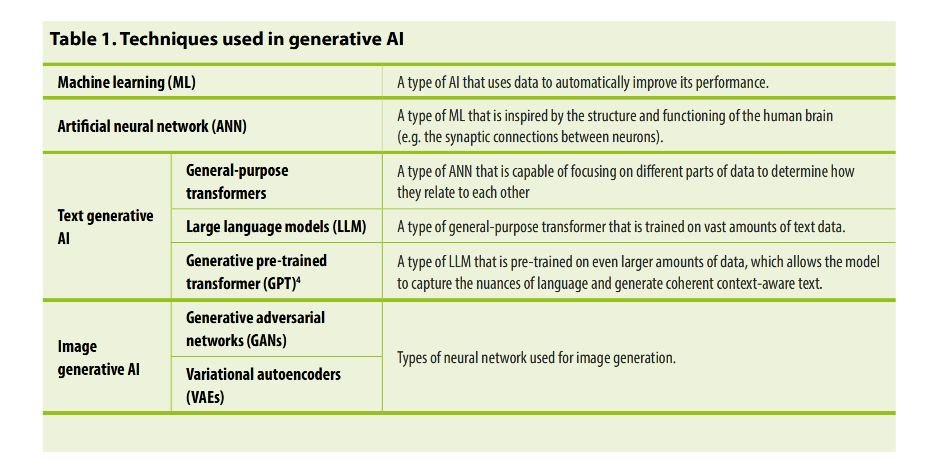 Table 1. Techniques used in generative AI
Machine learning (ML)
A type of AI that uses data to automatically improve its performance.
Artificial neural network (ANN)
A type of ML that is inspired by the structure and functioning of the human brain
(e.g. the synaptic connections between neurons).
Text generative
AI
General-purpose
transformers
A type of ANN that is capable of focusing on different parts of data to determine how
they relate to each other
Large language models (LLM)
A type of general-purpose transformer that is trained on vast amounts of text data.
Generative pre-trained
transformer (GPT)⁴
A type of LLM that is pre-trained on even larger amounts of data, which allows the model
to capture the nuances of language and generate coherent context-aware text.
Image
generative AI
Generative adversarial
networks (GANs)
Variational autoencoders
(VAEs)
Types of neural network used for image generation.